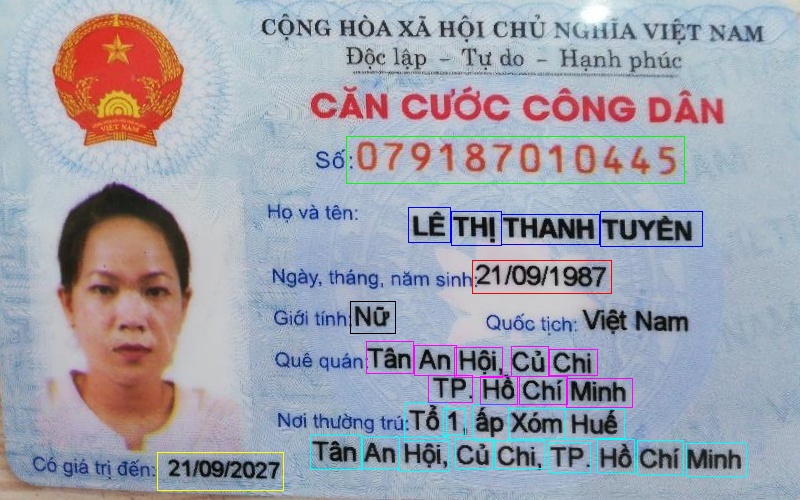 CỘNG HÒA XÃ HỘI CHỦ NGHĨA VIỆT NAM
Độc lập - Tự do - Hạnh phúc
CĂN CƯỚC CÔNG DÂN
Số: 079187010445
Họ và tên: LÊ THỊ THANH TUYỀN
Ngày, tháng, năm sinh: 21/09/1987
Giới tính: Nữ Quốc tịch: Việt Nam
Quê quán: Tân An Hội, Củ Chi
TP. Hồ Chí Minh
Nơi thường trú: Tổ 1, ấp Xóm Huế
Tân An Hội, Củ Chi, TP. Hồ Chí Minh
Có giá trị đến: 21/09/2027
VIỆT NAM